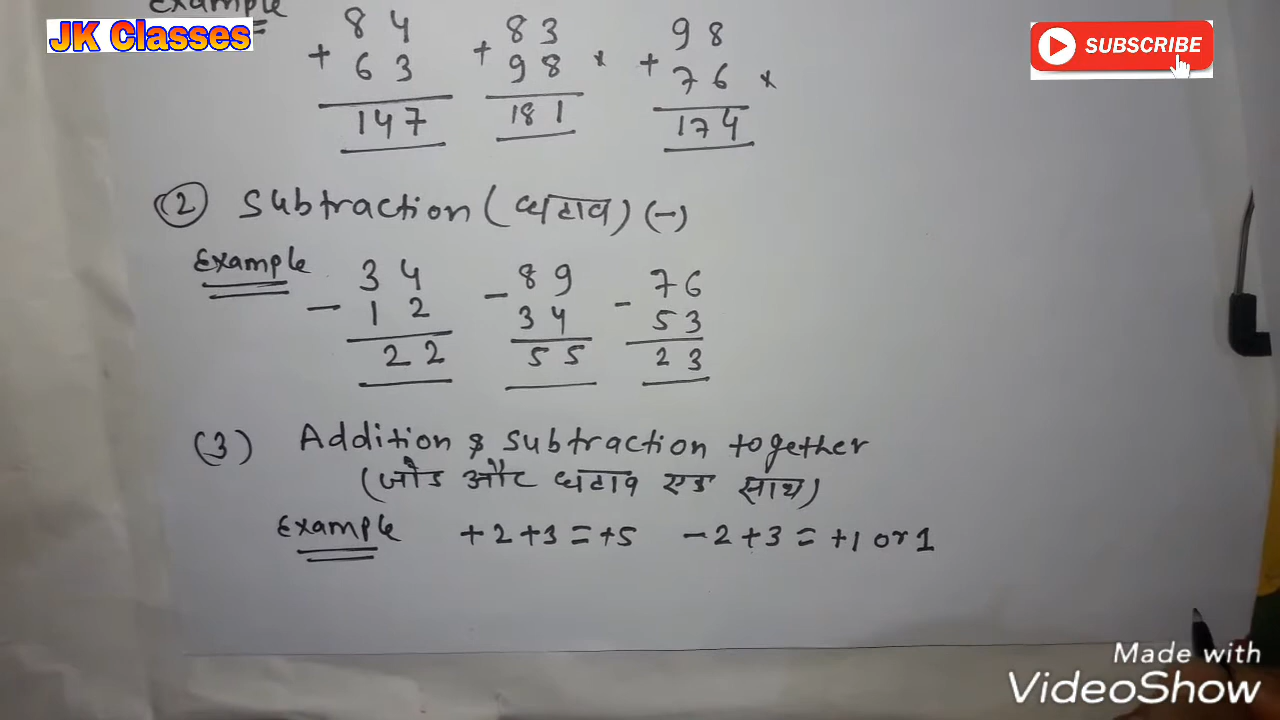 Example
JK Classes
SUBSCRIBE
84 83 98
+ 63 + 98 × + 76 ×
147 181 174
(2) Subtraction (घटाव) (-)
Example 34 89 76
- 12 - 34 - 53
22 55 23
(3) Addition & subtraction together
(जोड और घटाव एक साथ)
Example +2+3=+5 -2+3=+1 or 1
Made with
VideoShow